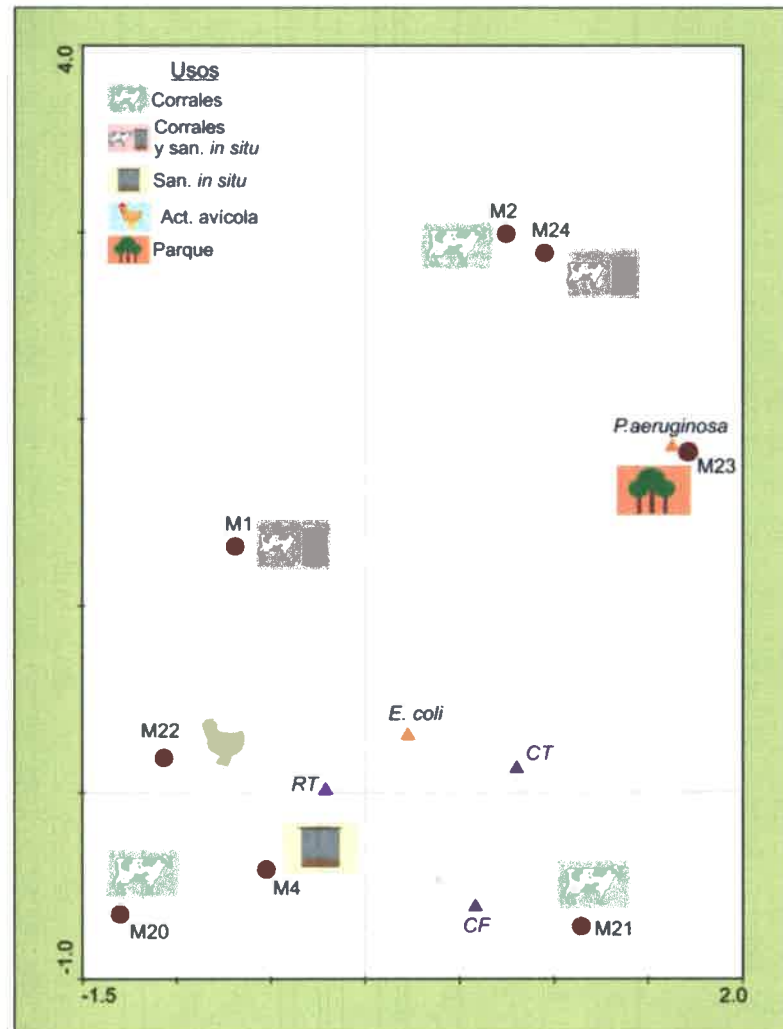 4.0
Usos
Corrales
Corrales
y san. in situ
San. in situ
Act. avícola
Parque
M2
M24
P.aeruginosa
M23
M1
E. coli
M22
CT
RT
M4
M20
CF
M21
-1.0
-1.5
2.0